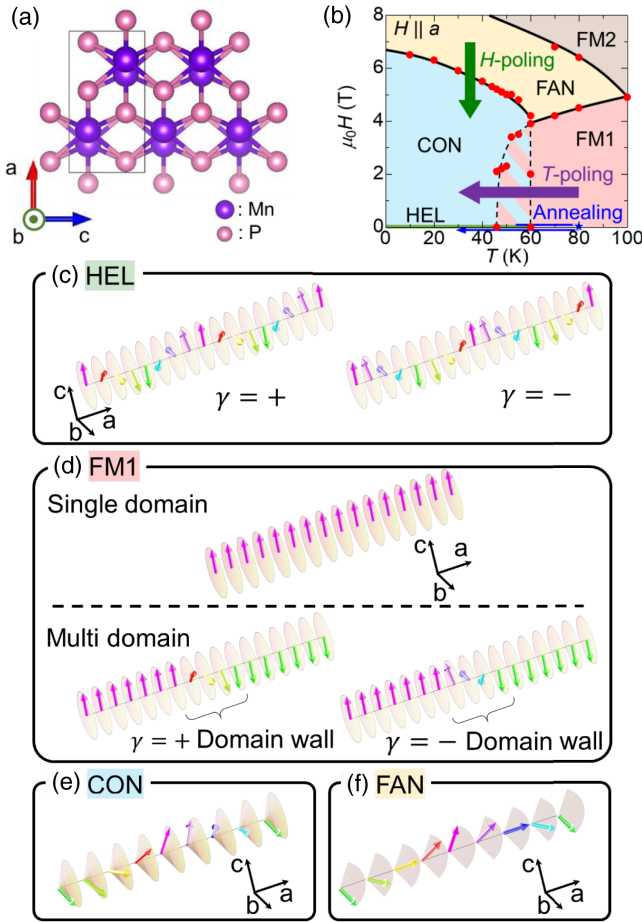 (a)
a
b
c
: Mn
: P
(b)
H || a
H-poling
FM2
FAN
CON
FM1
T-poling
HEL
Annealing
μ₀H (T)
8
6
4
2
0
0 20 40 60 80 100
T (K)
(c) HEL
γ = +
γ = −
c
b
a
(d) FM1
Single domain
c
b
a
Multi domain
γ = + Domain wall
γ = − Domain wall
(e) CON
c
b
a
(f) FAN
c
b
a